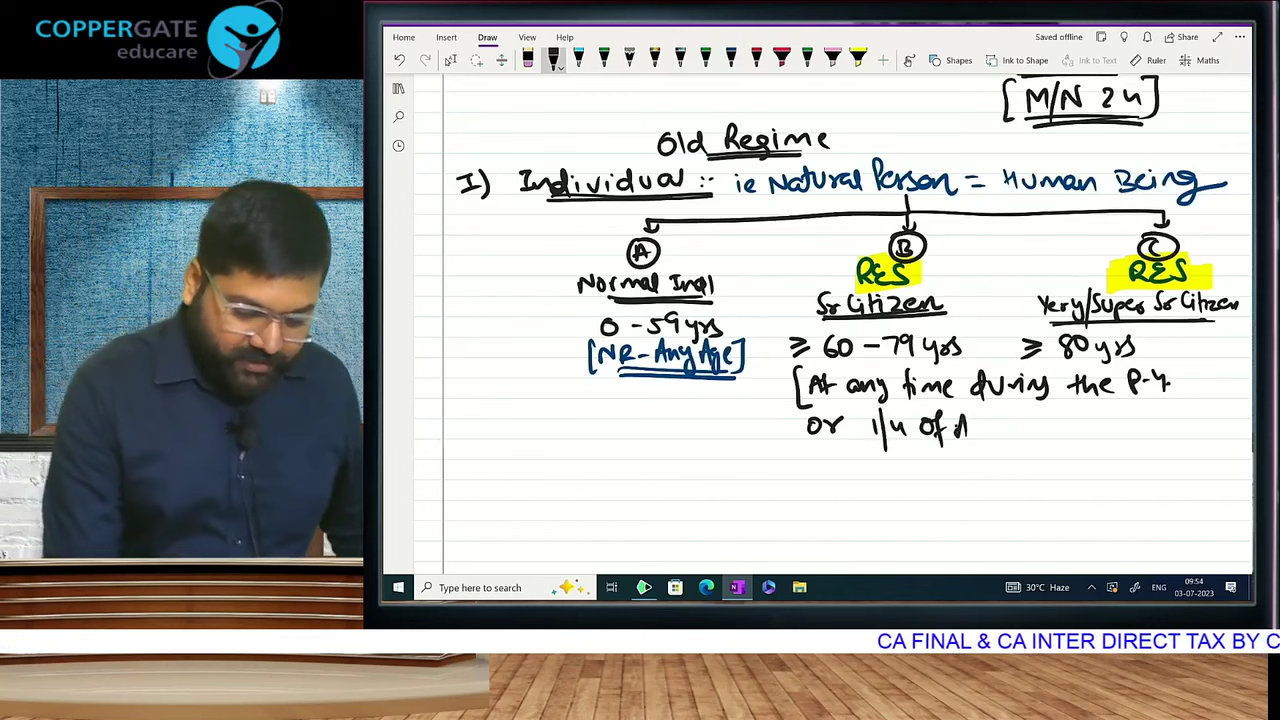 COPPERGATE
educare
Home Insert Draw View Help
Saved offline Share
Shapes Ink to Shape Ink to Text Ruler Maths
[M/N 24]
Old Regime
I) Individual :- ie Natural Person = Human Being
A B C
RES RES
Normal Indl Sr Citizen Very/Super Sr Citizen
0 - 59 yrs ≥ 60 - 79 yrs ≥ 80 yrs
[NR - Any Age]
[At any time during the P.Y.
or 1/4 of A
Type here to search
30°C Haze ENG 09:54
03-07-2023
CA FINAL & CA INTER DIRECT TAX BY C